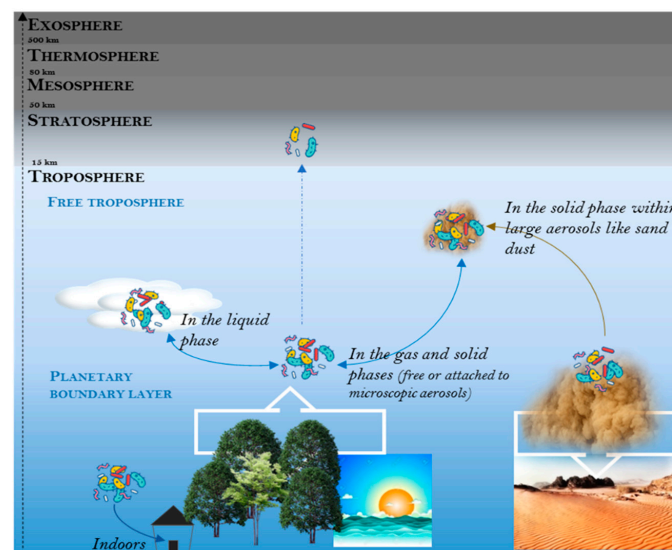 EXOSPHERE
500 km
THERMOSPHERE
80 km
MESOSPHERE
50 km
STRATOSPHERE
15 km
TROPOSPHERE
FREE TROPOSPHERE
In the solid phase within
large aerosols like sand
dust
In the liquid
phase
In the gas and solid
phases (free or attached to
microscopic aerosols)
PLANETARY
BOUNDARY LAYER
Indoors